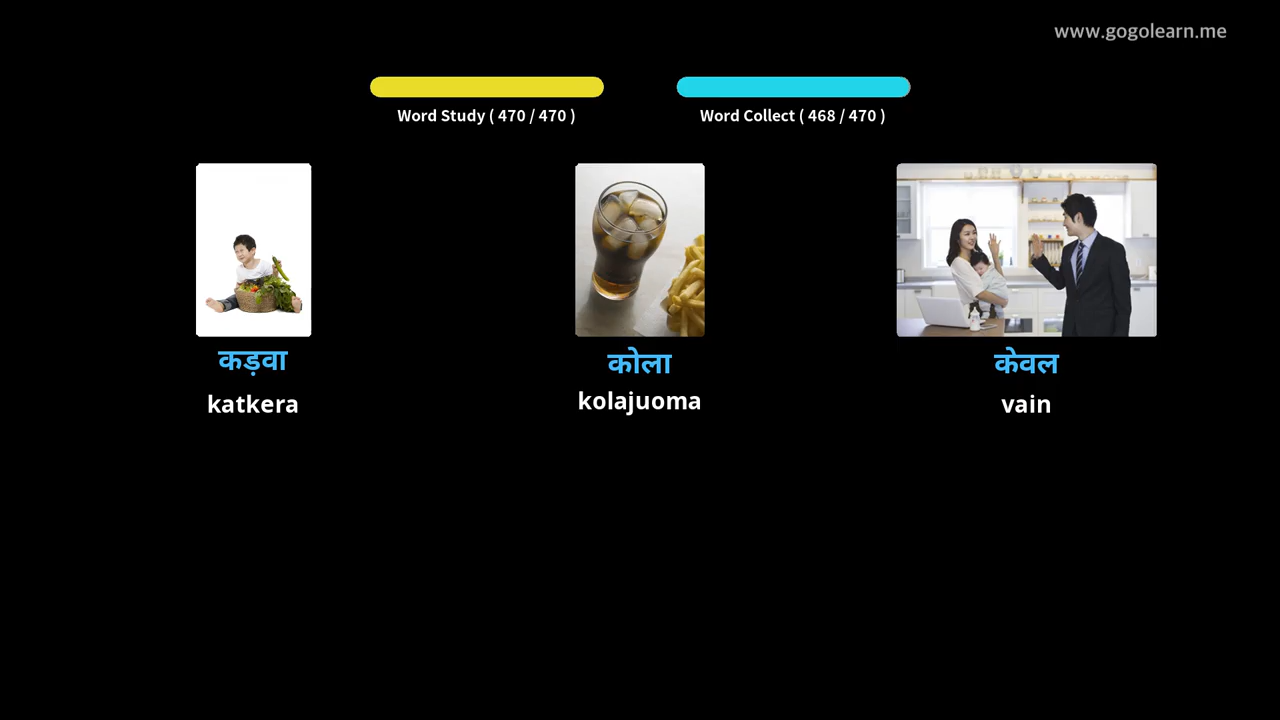 www.gogolearn.me
Word Study ( 470 / 470 )
Word Collect ( 468 / 470 )
कड़वा
कोला
केवल
katkera
kolajuoma
vain